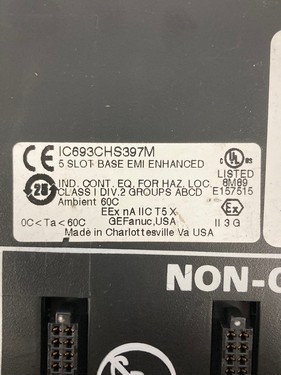 CE IC693CHS397M
5 SLOT BASE EMI ENHANCED
UL LISTED
25
IND. CONT. EQ. FOR HAZ. LOC. 8M89
CLASS I DIV.2 GROUPS ABCD E157515
Ambient 60C
EEx nA IIC T5 X
0C<Ta<60C GEFanuc,USA II 3 G
Made in Charlottesville Va USA
NON-